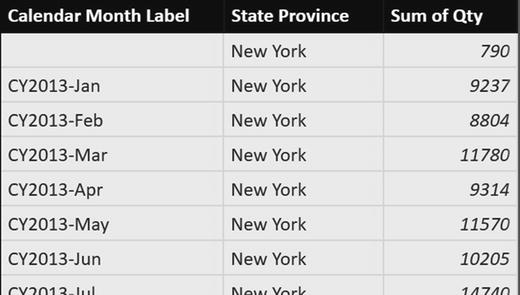 Calendar Month Label State Province Sum of Qty
New York 790
CY2013-Jan New York 9237
CY2013-Feb New York 8804
CY2013-Mar New York 11780
CY2013-Apr New York 9314
CY2013-May New York 11570
CY2013-Jun New York 10205
CY2013-Jul New York 14740